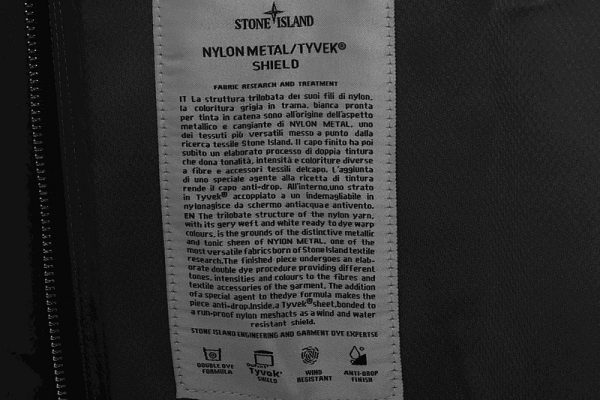 STONE ISLAND
NYLON METAL/TYVEK®
SHIELD
FABRIC RESEARCH AND TREATMENT
IT La struttura trilobata dei suoi fili di nylon,
la coloritura grigia in trama, bianca pronta
per tinta in catena sono all'origine dell'aspetto
metallico e cangiante di NYLON METAL, uno
dei tessuti più versatili messo a punto dalla
ricerca tessile Stone Island. Il capo finito ha poi
subito un elaborato processo di doppia tintura
che dona tonalità, intensità e coloriture diverse
a fibre e accessori tessili delcapo. L'aggiunta
di uno speciale agente alla ricetta di tintura
rende il capo anti-drop. All'interno,uno strato
in Tyvek® accopplato a un indemagliabile in
nylonagisce da schermo antiacqua e antivento.
EN The trilobate structure of the nylon yarn,
with its gery weft and white ready to dye warp
colours, is the grounds of the distinctive metallic
and tonic sheen of NYLON METAL, one of the
most versatile fabrics born of Stone Island textile
research.The finished piece undergoes an elab-
orate double dye procedure providing different
tones, intensities and colours to the fibres and
textile accessories of the garment, The addition
ofa special agent to thedye formula makes the
piece anti-drop.Inside,a Tyvek®sheet,bonded to
a run-proof nylon meshacts as a wind and water
resistant shield.
STONE ISLAND ENGINEERING AND GARMENT DYE EXPERTSE
DOUBLE DYE
FORMULA
Tyvek
SHIELD
WIND
RESISTANT
ANTI-DROP
FINISH